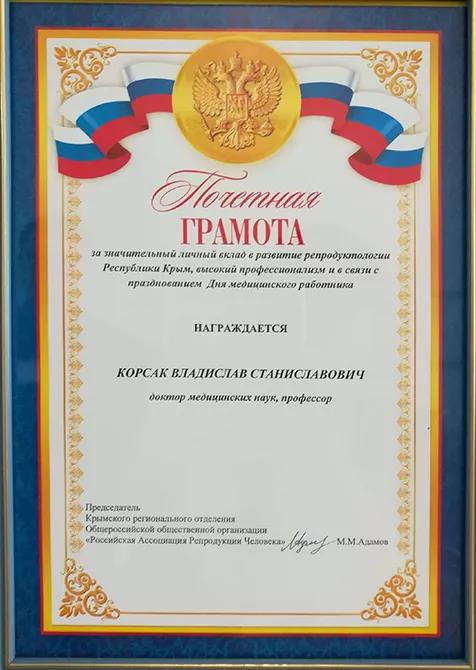 Почетная
ГРАМОТА
за значительный личный вклад в развитие репродуктологии
Республики Крым, высокий профессионализм и в связи с
празднованием Дня медицинского работника
НАГРАЖДАЕТСЯ
КОРСАК ВЛАДИСЛАВ СТАНИСЛАВОВИЧ
доктор медицинских наук, профессор
Председатель
Крымского регионального отделения
Общероссийской общественной организации
«Российская Ассоциация Репродукции Человека» М.М.Адамов